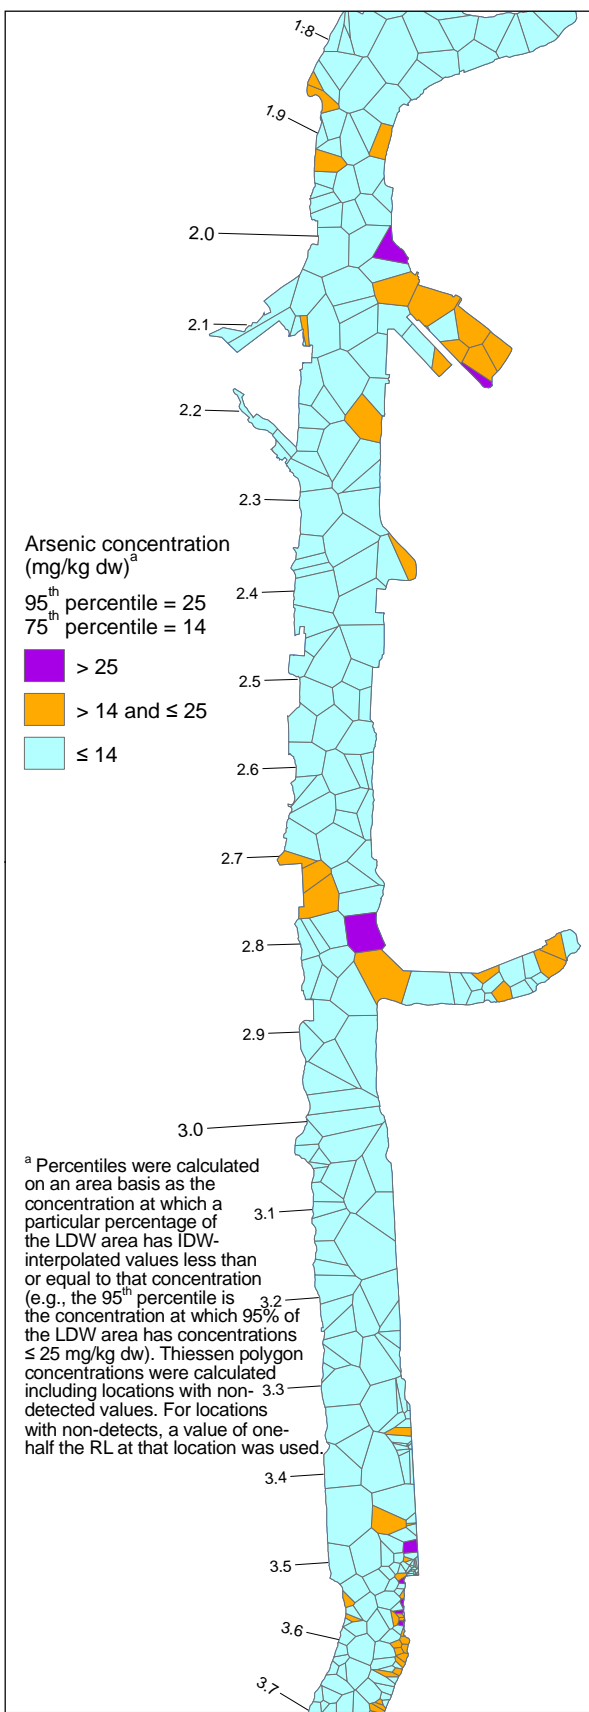 1.8
1.9
2.0
2.1
2.2
2.3
Arsenic concentration
(mg/kg dw)a
95th percentile = 25
75th percentile = 14
> 25
> 14 and ≤ 25
≤ 14
2.4
2.5
2.6
2.7
2.8
2.9
3.0
a Percentiles were calculated
on an area basis as the
concentration at which a
particular percentage of
the LDW area has IDW-
interpolated values less than
or equal to that concentration
(e.g., the 95th percentile is
the concentration at which 95% of
the LDW area has concentrations
≤ 25 mg/kg dw). Thiessen polygon
concentrations were calculated
including locations with non-
detected values. For locations
with non-detects, a value of one-
half the RL at that location was used.
3.1
3.2
3.3
3.4
3.5
3.6
3.7